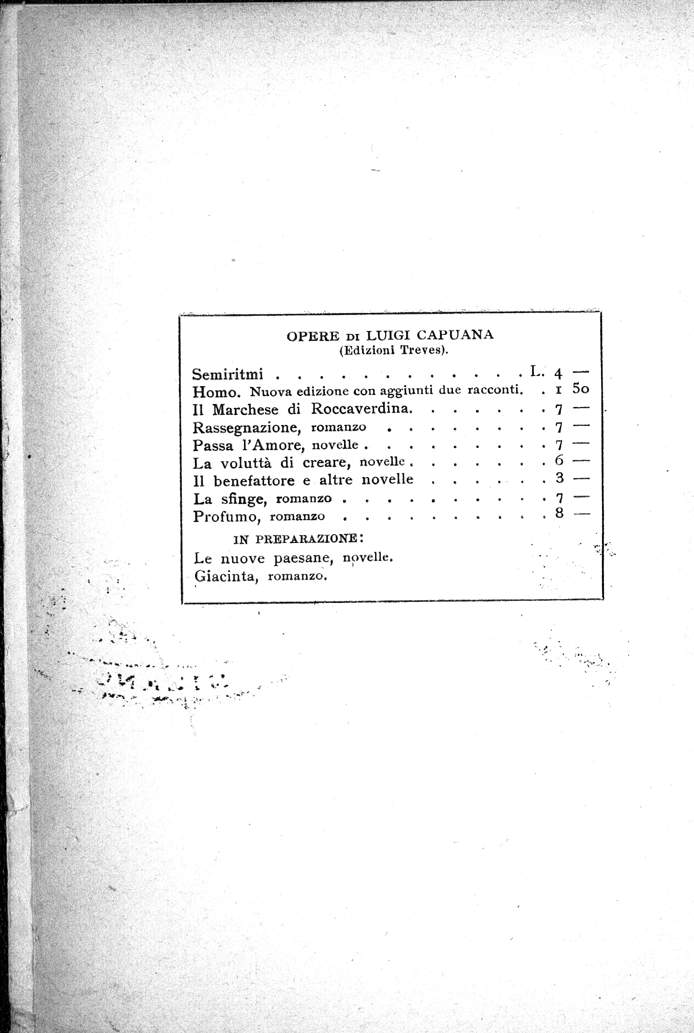 OPERE DI LUIGI CAPUANA
(Edizioni Treves).
Semiritmi . . . . . . . . . . . . . L. 4 —
Homo. Nuova edizione con aggiunti due racconti. . 1 50
Il Marchese di Roccaverdina. . . . . . . 7 —
Rassegnazione, romanzo . . . . . . . . 7 —
Passa l'Amore, novelle . . . . . . . . . 7 —
La voluttà di creare, novelle . . . . . . . 6 —
Il benefattore e altre novelle . . . . . . 3 —
La sfinge, romanzo . . . . . . . . . . 7 —
Profumo, romanzo . . . . . . . . . . 8 —
IN PREPARAZIONE:
Le nuove paesane, novelle.
Giacinta, romanzo.